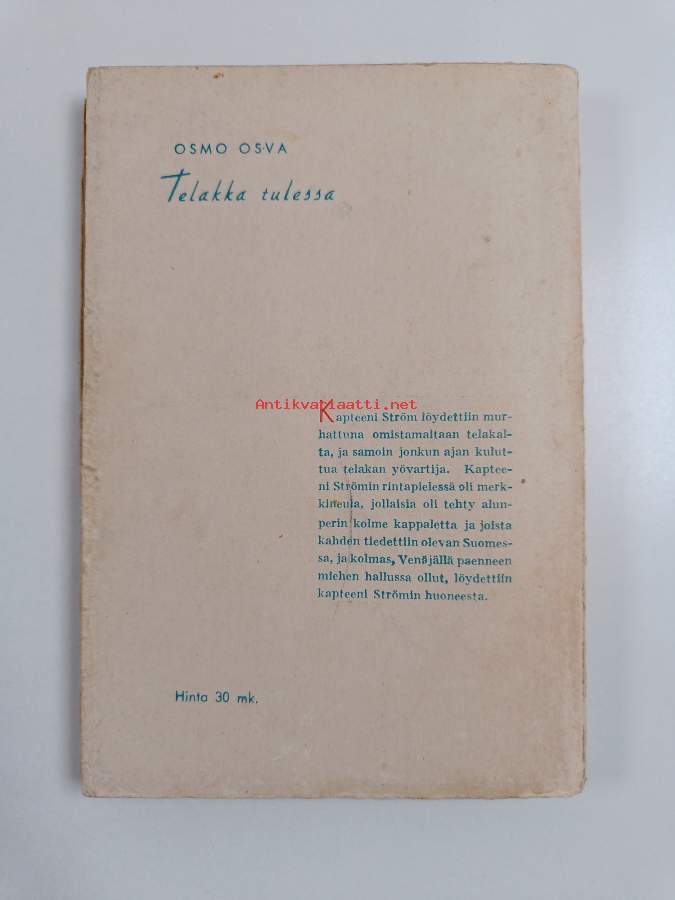 OSMO OS-VA
Telakka tulessa
Antikvariaatti.net
Kapteeni Ström löydettiin mur-
hattuna omistamaltaan telakal-
ta, ja samoin jonkun ajan kulut-
tua telakan yövartija. Kaptee-
ni Strömin rintapielessä oli merk-
kineula, jollaisia oli tehty alun-
perin kolme kappaletta ja joista
kahden tiedettiin olevan Suomes-
sa, ja kolmas, Venäjällä paenneen
miehen hallussa ollut, löydettiin
kapteeni Strömin huoneesta.
Hinta 30 mk.